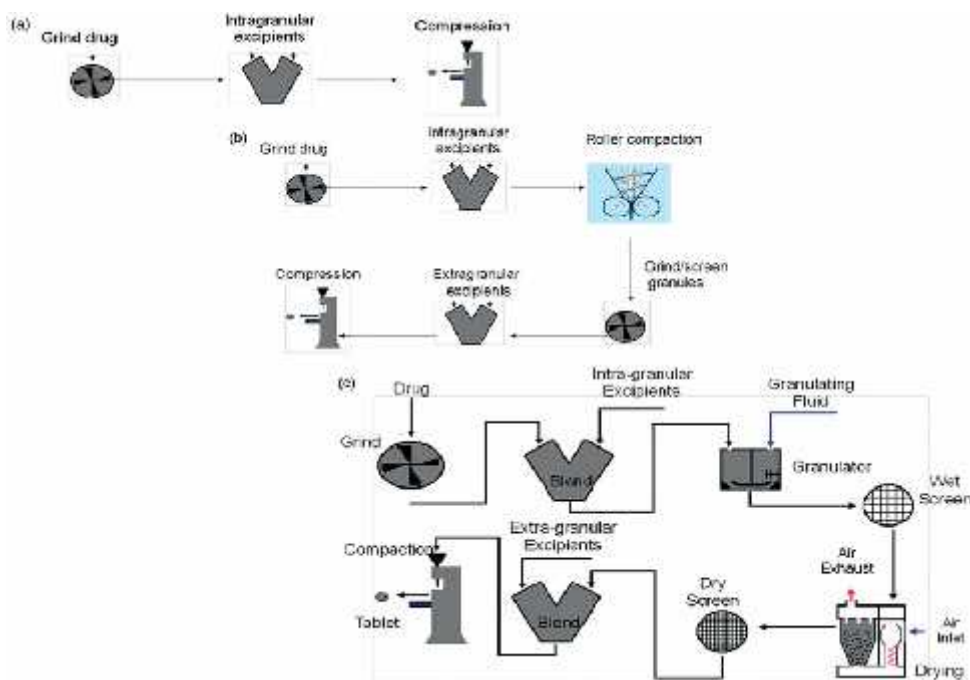 (a)
Grind drug
Intragranular
excipients
Compression
(b)
Grind drug
Intragranular
excipients
Roller compaction
Grind/screen
granules
Extragranular
excipients
Compression
(c)
Drug
Grind
Intra-granular
Excipients
Blend
Granulating
Fluid
Granulator
Wet
Screen
Air
Exhaust
Air
Inlet
Drying
Dry
Screen
Extra-granular
Excipients
Blend
Compaction
Tablet